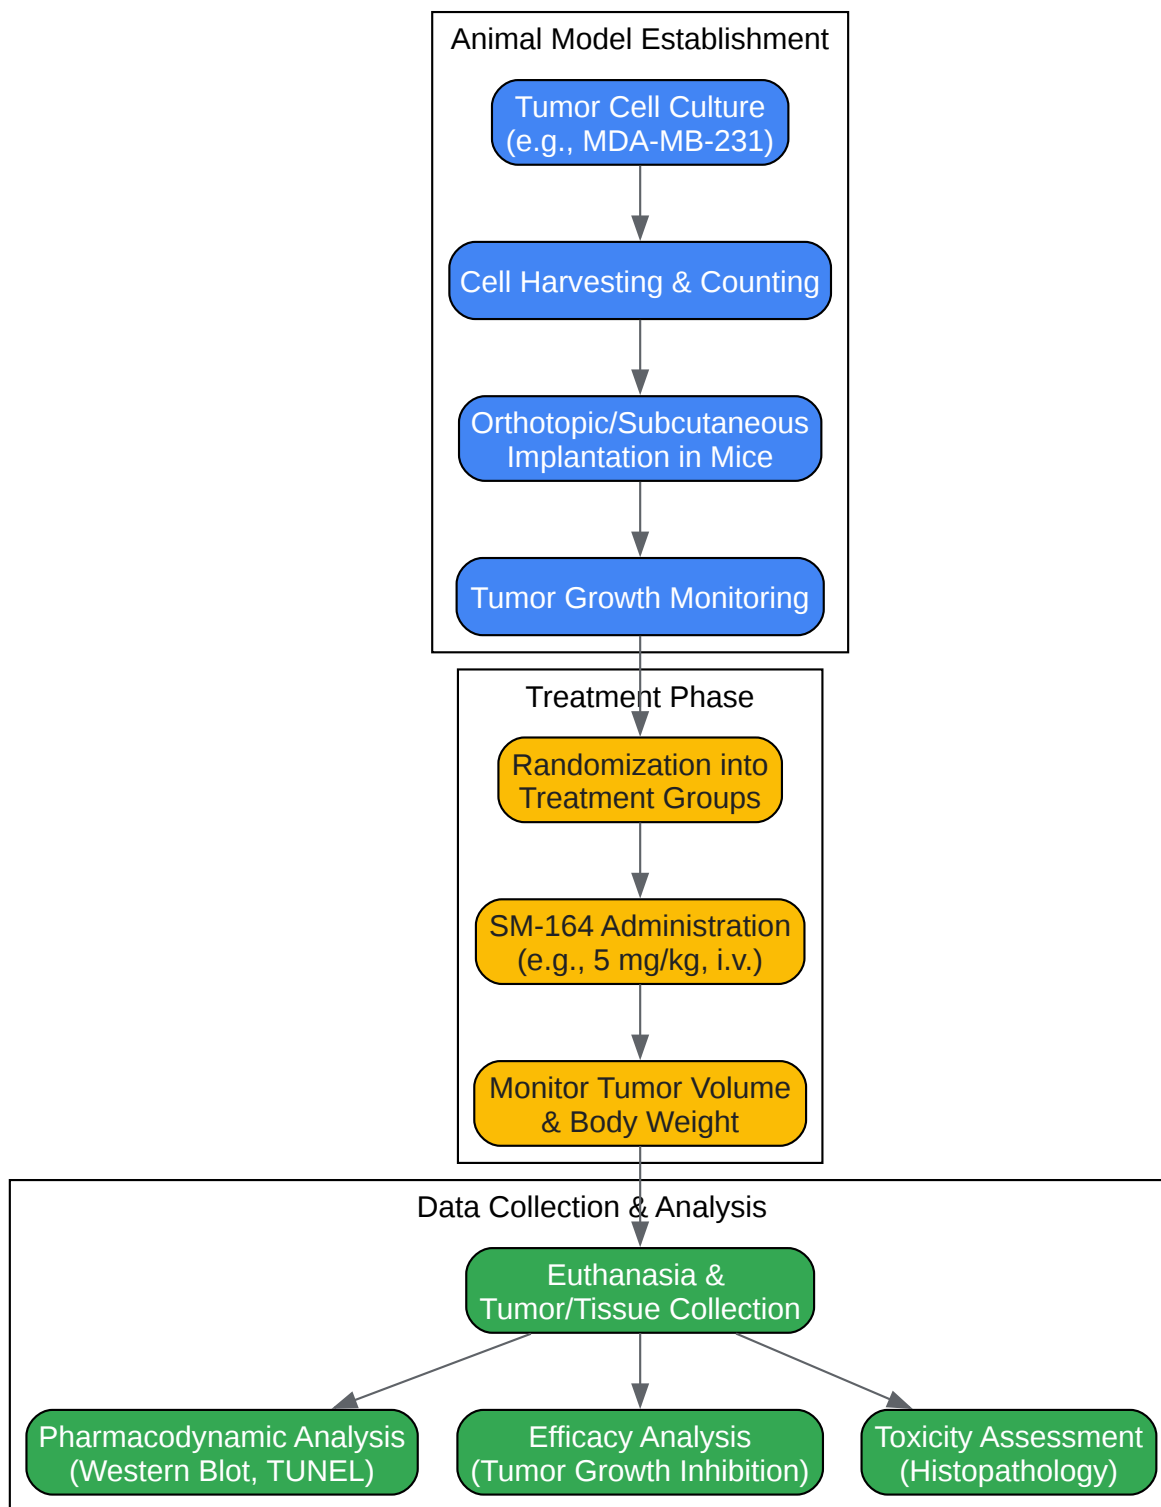 Animal Model Establishment
Tumor Cell Culture
(e.g., MDA-MB-231)
Cell Harvesting & Counting
Orthotopic/Subcutaneous
Implantation in Mice
Tumor Growth Monitoring
Treatment Phase
Randomization into
Treatment Groups
SM-164 Administration
(e.g., 5 mg/kg, i.v.)
Monitor Tumor Volume
& Body Weight
Data Collection & Analysis
Euthanasia &
Tumor/Tissue Collection
Pharmacodynamic Analysis
(Western Blot, TUNEL)
Efficacy Analysis
(Tumor Growth Inhibition)
Toxicity Assessment
(Histopathology)